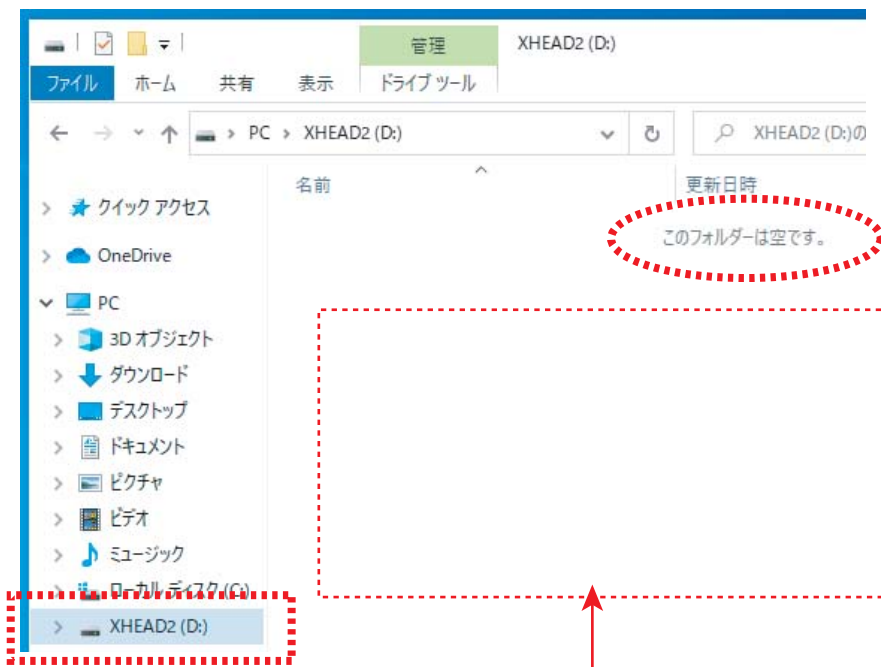 管理
XHEAD2 (D:)
ファイル
ホーム
共有
表示
ドライブ ツール
PC
XHEAD2 (D:)
XHEAD2 (D:)の
名前
更新日時
このフォルダーは空です。
クイック アクセス
OneDrive
PC
3D オブジェクト
ダウンロード
デスクトップ
ドキュメント
ピクチャ
ビデオ
ミュージック
ローカル ディスク (C:)
XHEAD2 (D:)